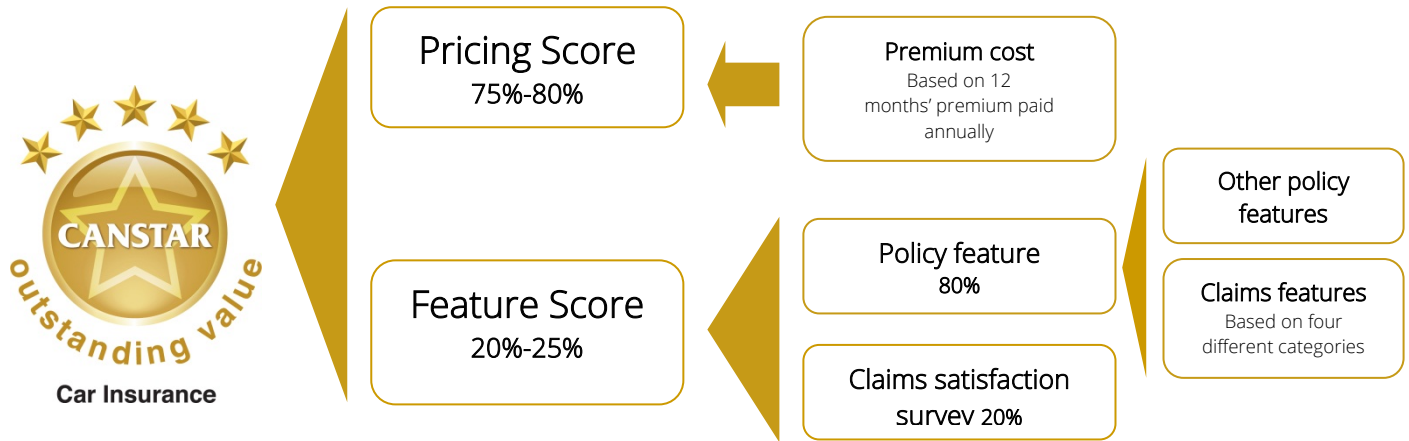 CANSTAR
outstanding value
Car Insurance
Pricing Score
75%-80%
Feature Score
20%-25%
Premium cost
Based on 12
months’ premium paid
annually
Policy feature
80%
Claims satisfaction
survev 20%
Other policy
features
Claims features
Based on four
different categories